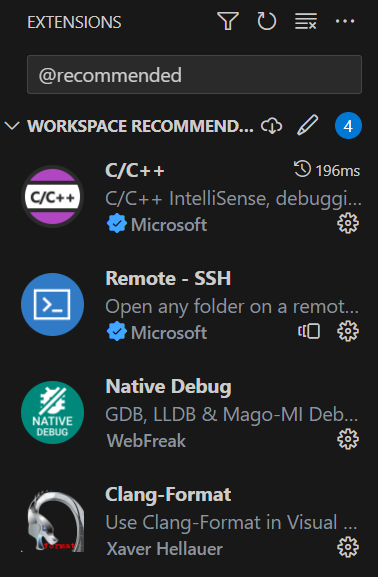 EXTENSIONS
@recommended
WORKSPACE RECOMMEND... 4
C/C++
C/C++ 196ms
C/C++ IntelliSense, debuggi...
Microsoft
Remote - SSH
Open any folder on a remot...
Microsoft
Native Debug
NATIVE
DEBUG
GDB, LLDB & Mago-MI Deb...
WebFreak
Clang-Format
format
Use Clang-Format in Visual ...
Xaver Hellauer